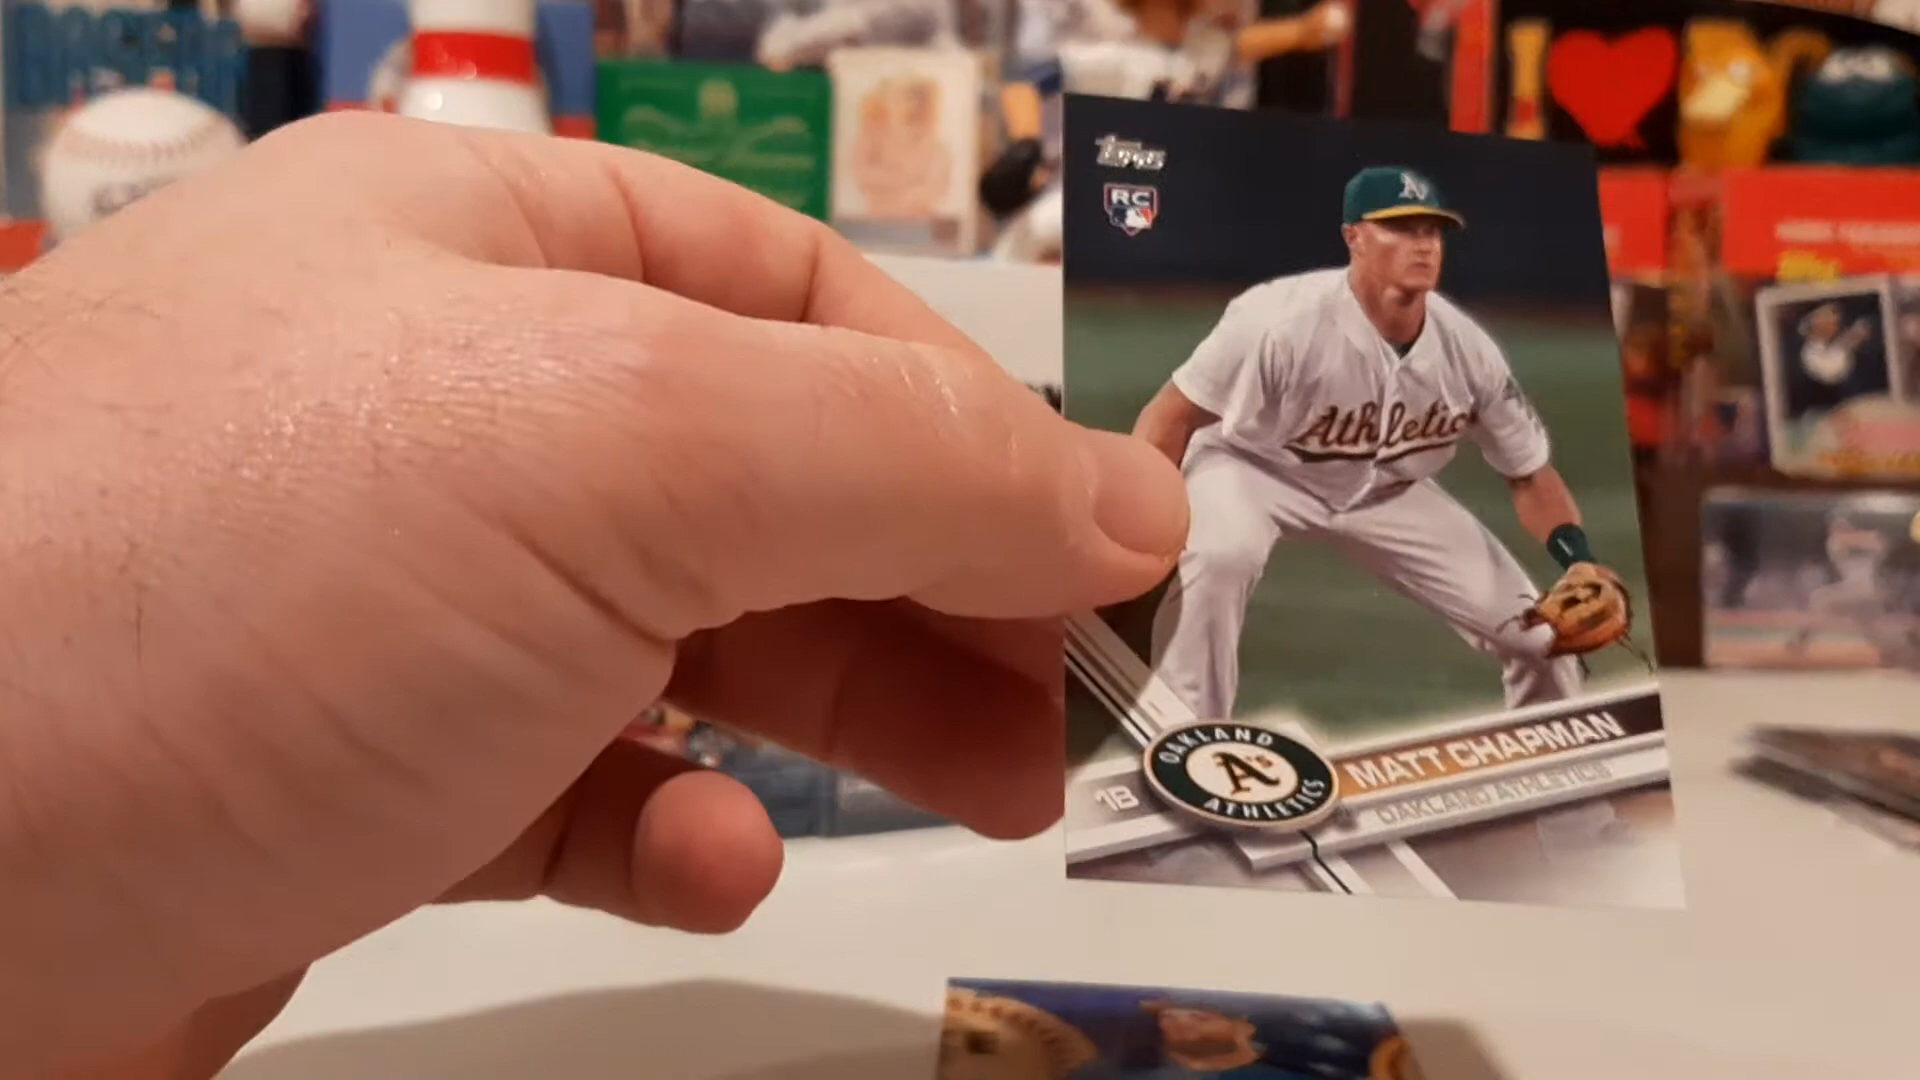 Topps
RC
Athletics
OAKLAND
A's
ATHLETICS
1B
MATT CHAPMAN
OAKLAND ATHLETICS
I